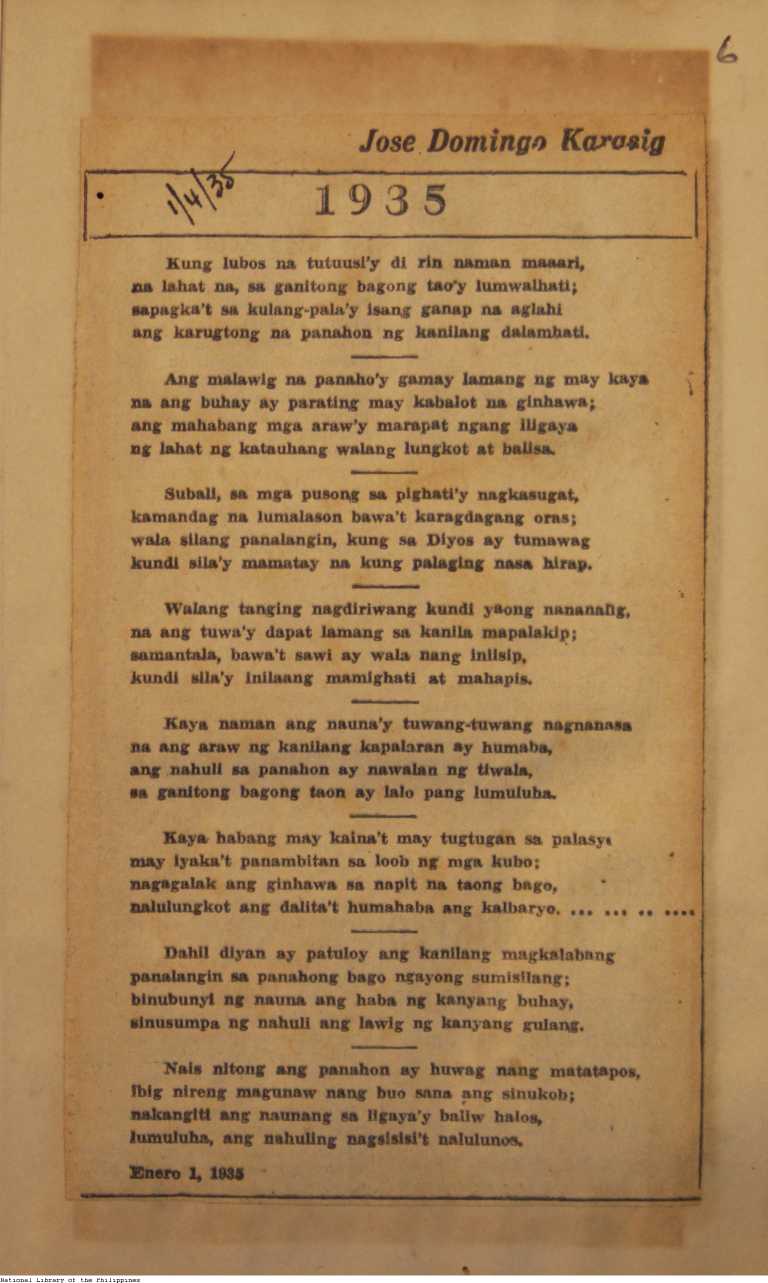 6
Jose Domingo Karasig
1/4/35
1935
Kung lubos na tutuusi'y di rin naman maaari,
na lahat na, sa ganitong bagong tao'y lumwalhati;
sapagka't sa kulang-pala'y isang ganap na aglahi
ang karugtong na panahon ng kanilang dalamhati.
Ang malawig na panaho'y gamay lamang ng may kaya
na ang buhay ay parating may kabalot na ginhawa;
ang mahabang mga araw'y marapat ngang iligaya
ng lahat ng katauhang walang lungkot at balisa.
Subali, sa mga pusong sa pighati'y nagkasugat,
kamandag na lumalason bawa't karagdagang oras;
wala silang panalangin, kung sa Diyos ay tumawag
kundi sila'y mamatay na kung palaging nasa hirap.
Walang tanging nagdiriwang kundi yaong nananaig,
na ang tuwa'y dapat lamang sa kanila mapalakip;
samantala, bawa't sawi ay wala nang iniisip,
kundi sila'y inilaang mamighati at mahapis.
Kaya naman ang nauna'y tuwang-tuwang nagnanasa
na ang araw ng kanilang kapalaran ay humaba,
ang nahuli sa panahon ay nawalan ng tiwala,
sa ganitong bagong taon ay lalo pang lumuluha.
Kaya habang may kaina't may tugtugan sa
may iyaka't panambitan sa loob ng mga kubo;
nagagalak ang ginhawa sa napit na taong bago,
nalulungkot ang dalita't humahaba ang kalbaryo. ... ... .. ....
Dahil diyan ay patuloy ang kanilang magkalabang
panalangin sa panahong bago ngayong sumisilang;
binubunyi ng nauna ang haba ng kanyang buhay,
sinusumpa ng nahuli ang lawig ng kanyang gulang.
Nais nitong ang panahon ay huwag nang matatapos,
ibig nireng magunaw nang buo sana ang sinukob;
nakangiti ang naunang sa ligaya'y baliw halos,
lumuluha, ang nahuling nagsisisi't nalulunos.
Enero 1, 1935
National Library of the Philippines